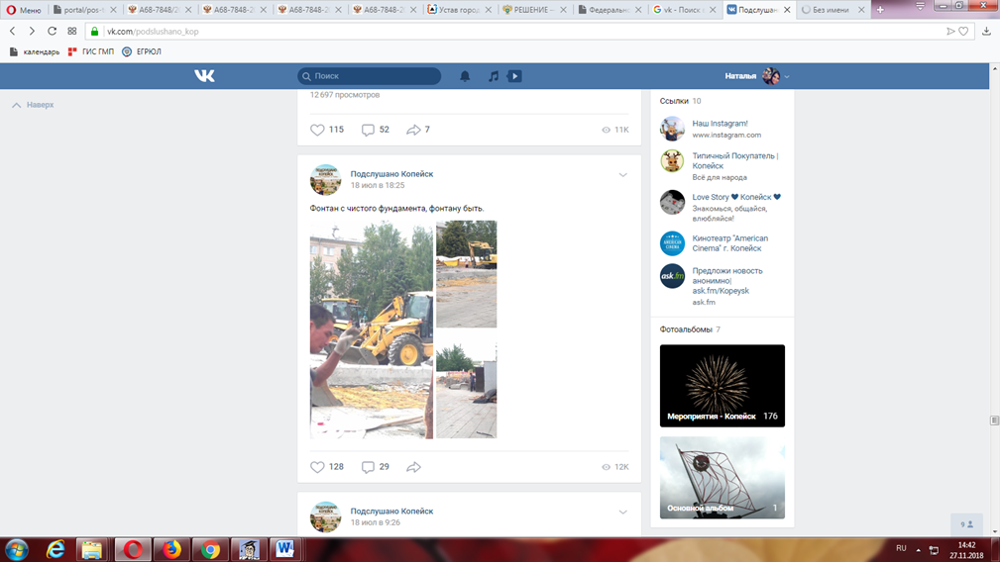 Меню
portal/pos-t
А68-7848/2
А68-7848-2
А68-7848-2
А68-7848-2
Устав город
РЕШЕНИЕ –
Федерально
vk - Поиск
Подслушано
Без имени
vk.com/podslushano_kop
календарь
ГИС ГМП
ЕГРЮЛ
Поиск
Наталья
Наверх
12 697 просмотров
115
52
7
11K
Подслушано Копейск
18 июл в 18:25
Фонтан с чистого фундамента, фонтану быть.
128
29
12K
Подслушано Копейск
18 июл в 9:26
Ссылки 10
Наш Instagram!
www.instagram.com
Типичный Покупатель |
Копейск
Всё для народа
Love Story 💙 Копейск 💙
Знакомься, общайся,
влюбляйся!
Кинотеатр "American
Cinema" г. Копейск
ask.fm
Предложи новость
анонимно|
ask.fm/Kopeysk
ask.fm
Фотоальбомы 7
Мероприятия - Копейск 176
Основной альбом 1
9
RU
14:42
27.11.2018